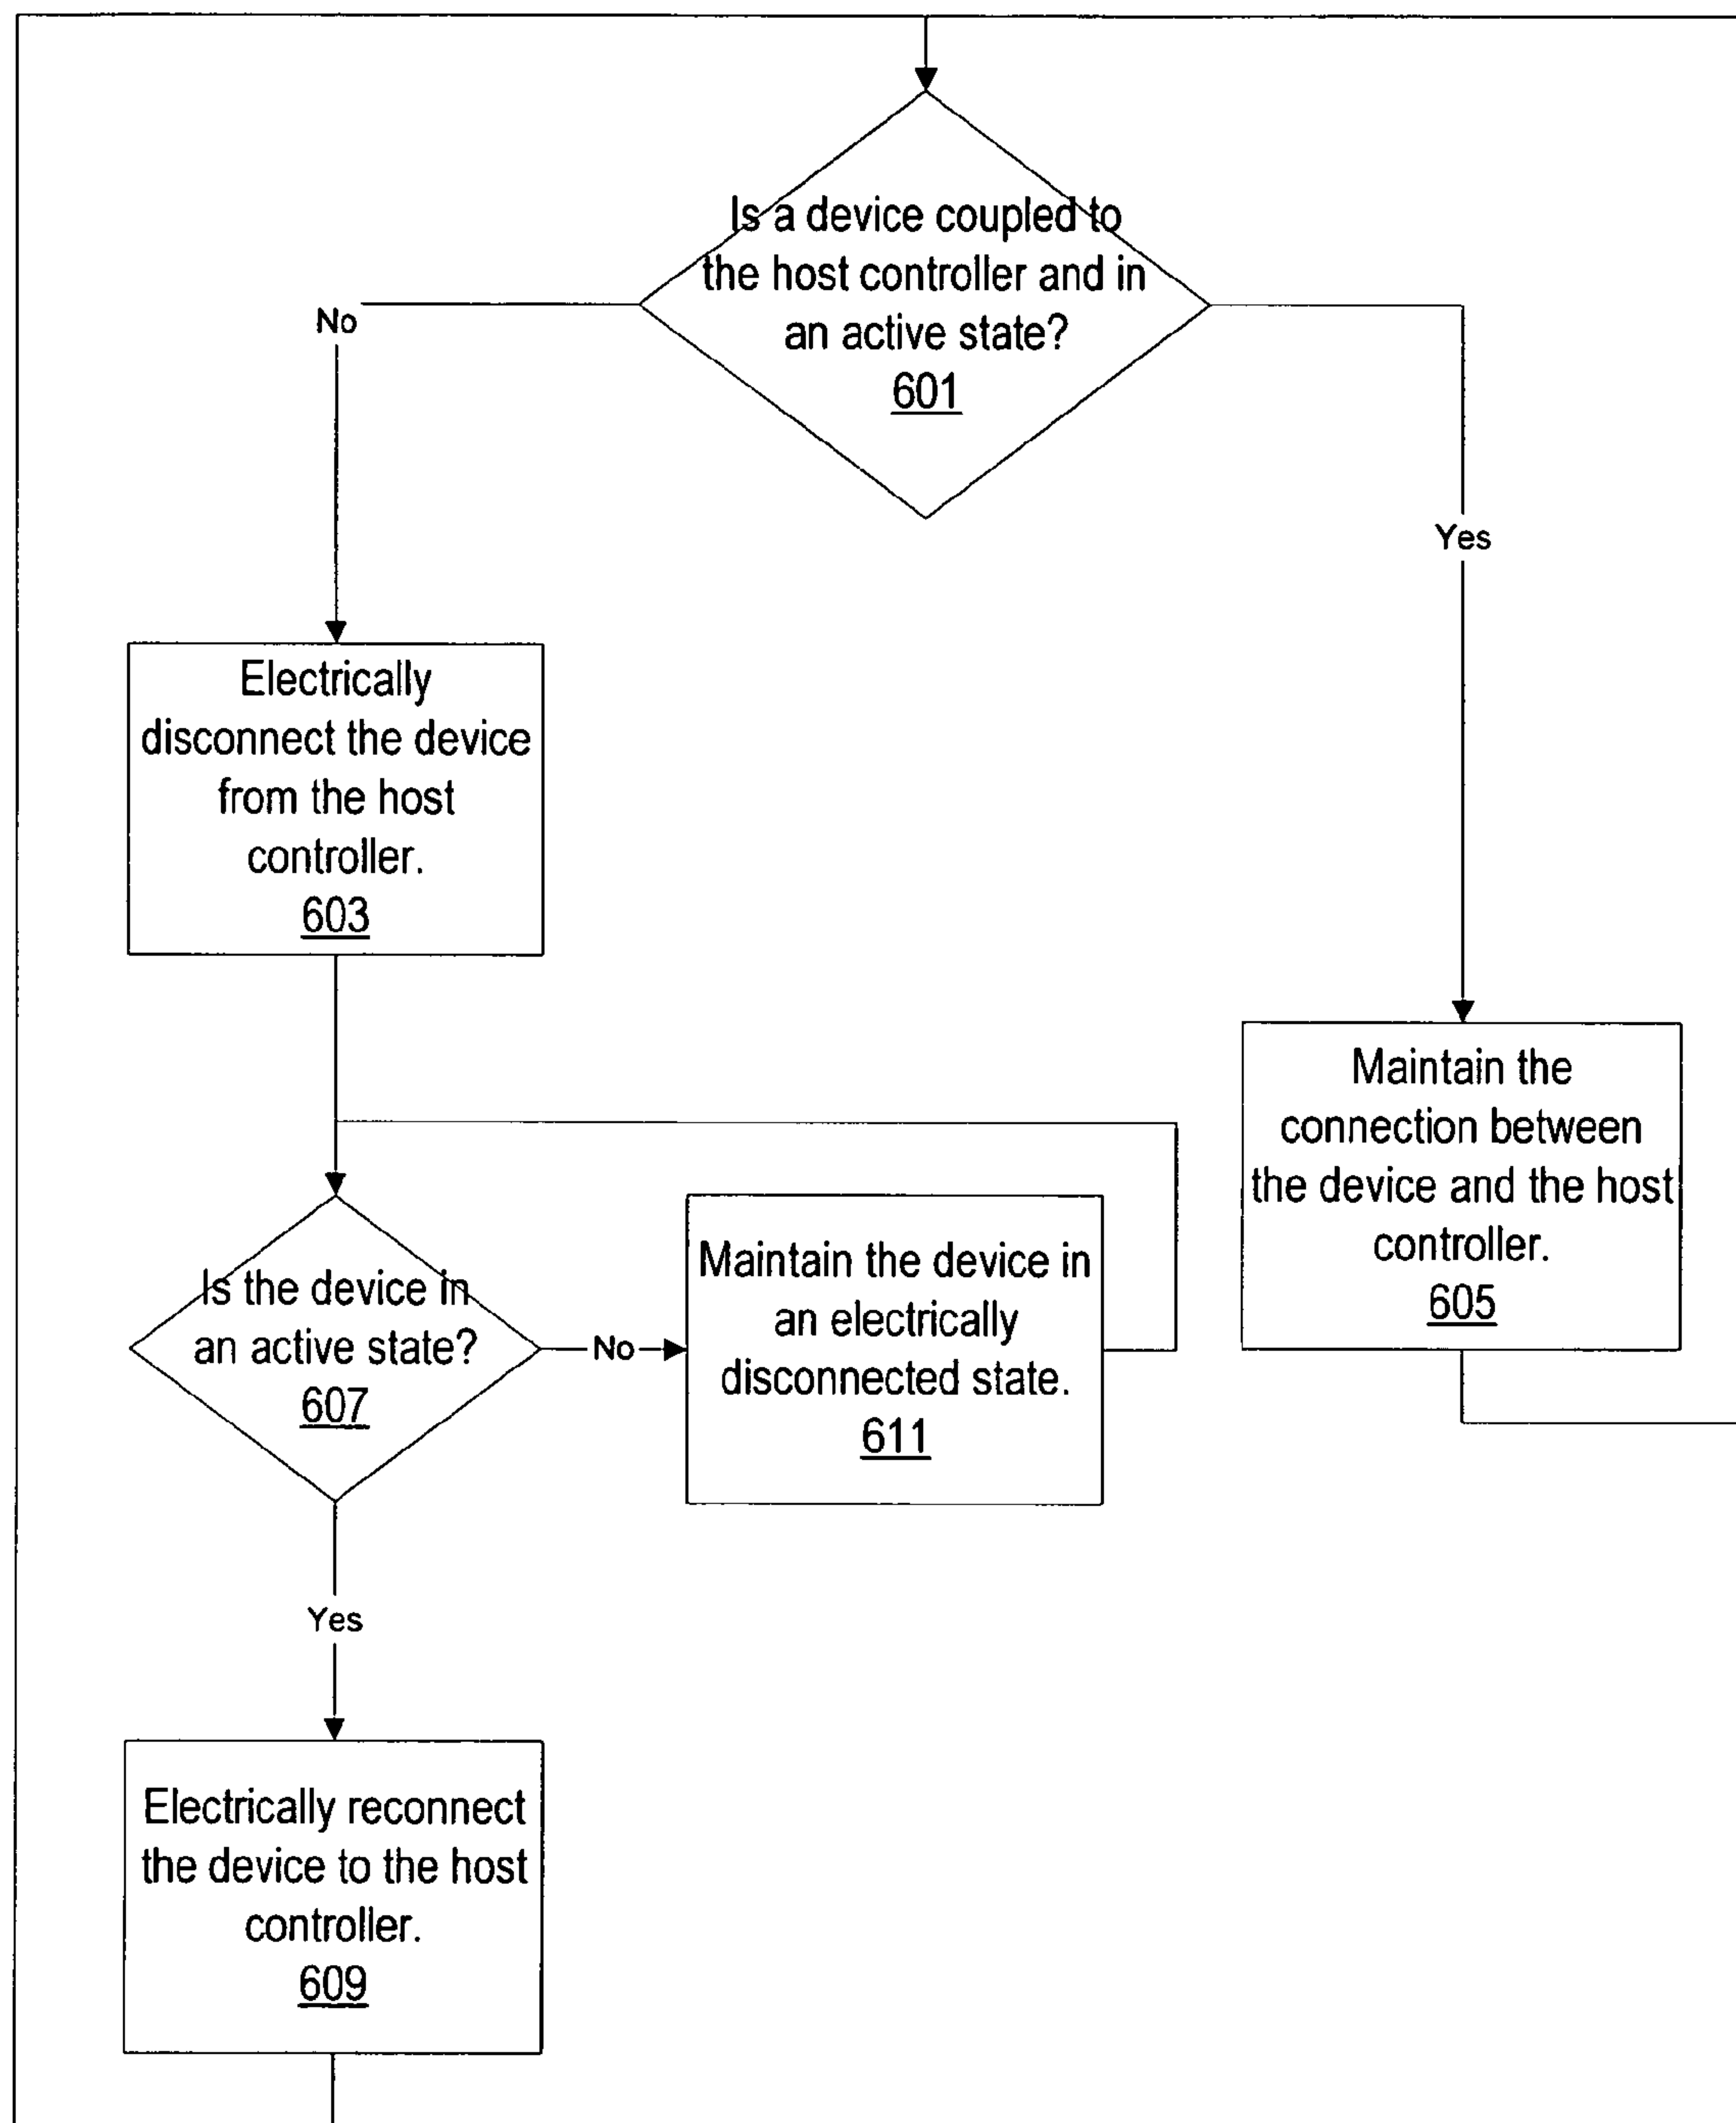 Is a device coupled to
the host controller and in
an active state?
601
No
Yes
Electrically
disconnect the device
from the host
controller.
603
Maintain the
connection between
the device and the host
controller.
605
Is the device in
an active state?
607
No
Maintain the device in
an electrically
disconnected state.
611
Yes
Electrically reconnect
the device to the host
controller.
609